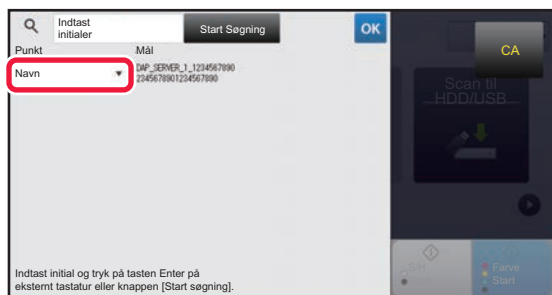 Indtast
initialer
Start Søgning
OK
CA
Punkt
Mål
Navn
DAP_SERVER_1_1234567890
2345678901234567890
Scan til
HDD/USB
Indtast initial og tryk på tasten Enter på
eksternt tastatur eller knappen [Start søgning].
S/H
Start
Farve
Start